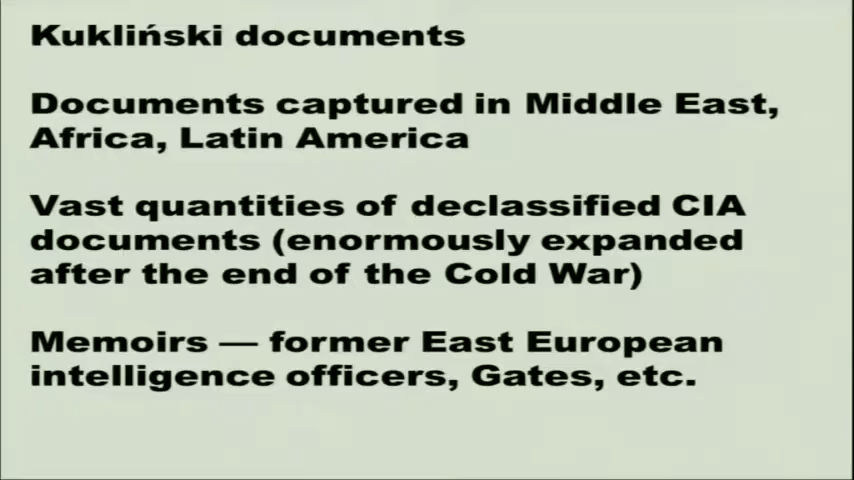 Kukliński documents
Documents captured in Middle East,
Africa, Latin America
Vast quantities of declassified CIA
documents (enormously expanded
after the end of the Cold War)
Memoirs — former East European
intelligence officers, Gates, etc.